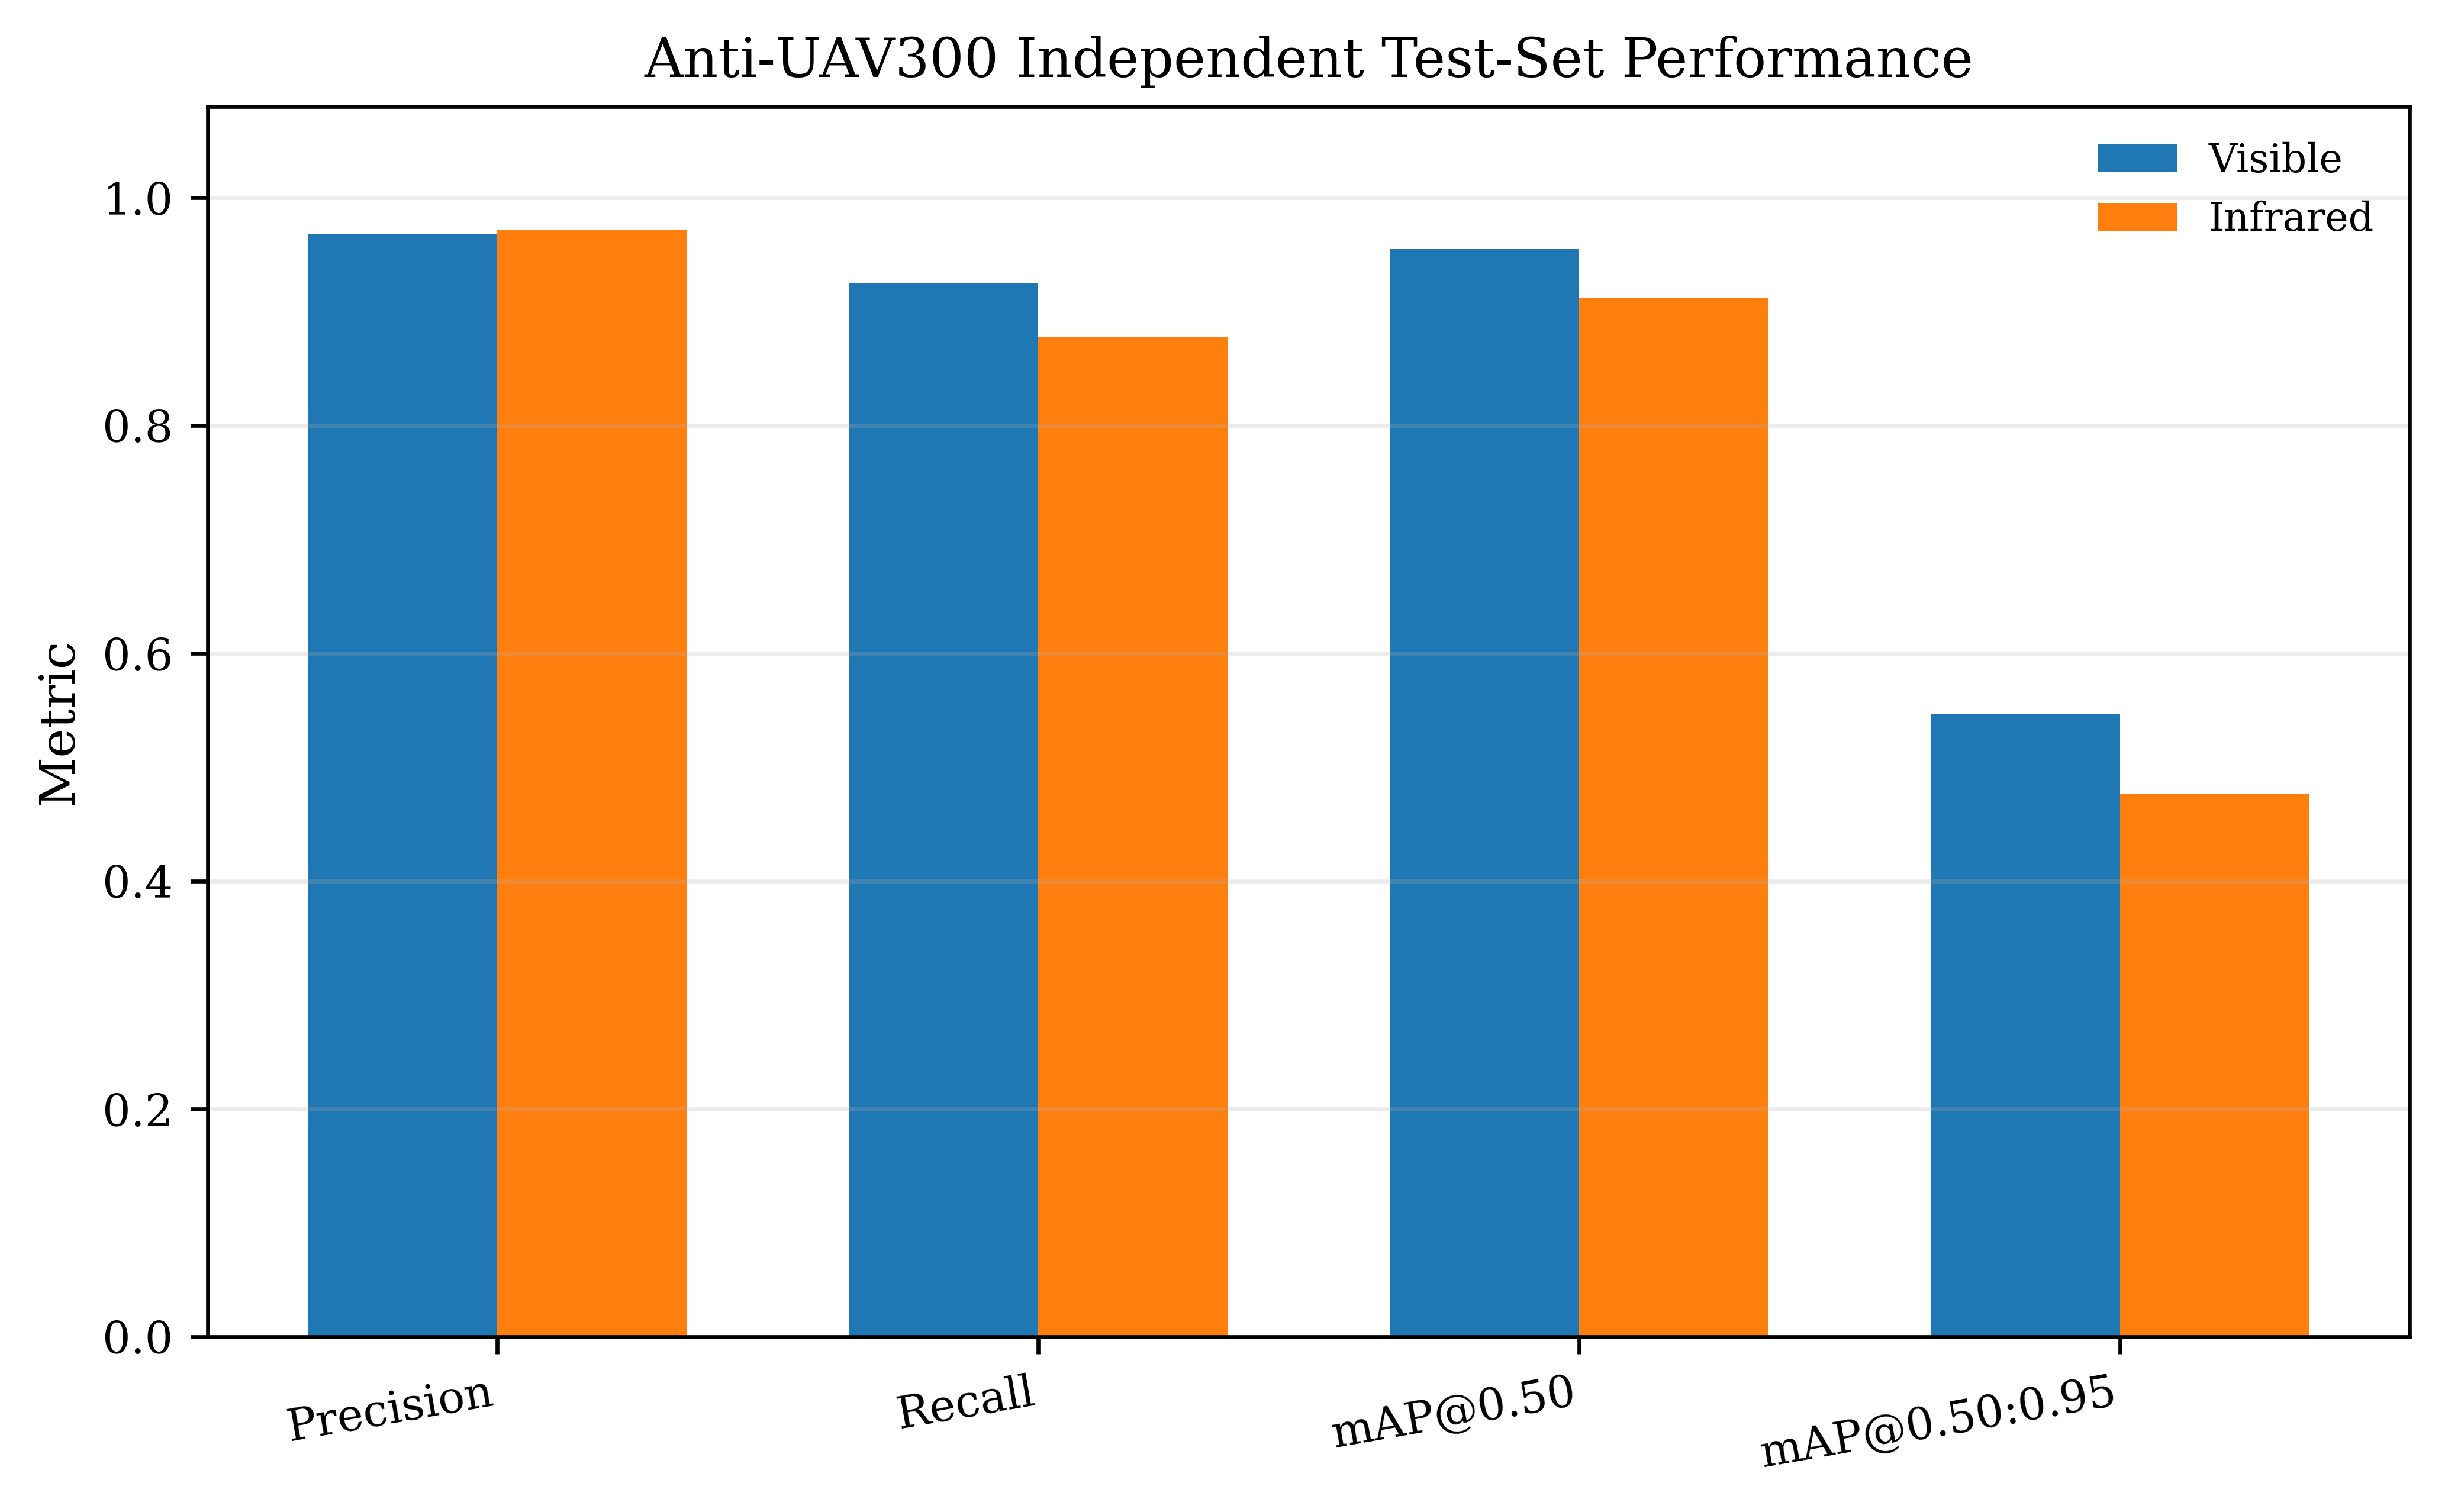 Anti-UAV300 Independent Test-Set Performance
Visible
Infrared
Metric
1.0
0.8
0.6
0.4
0.2
0.0
Precision
Recall
mAP@0.50
mAP@0.50:0.95